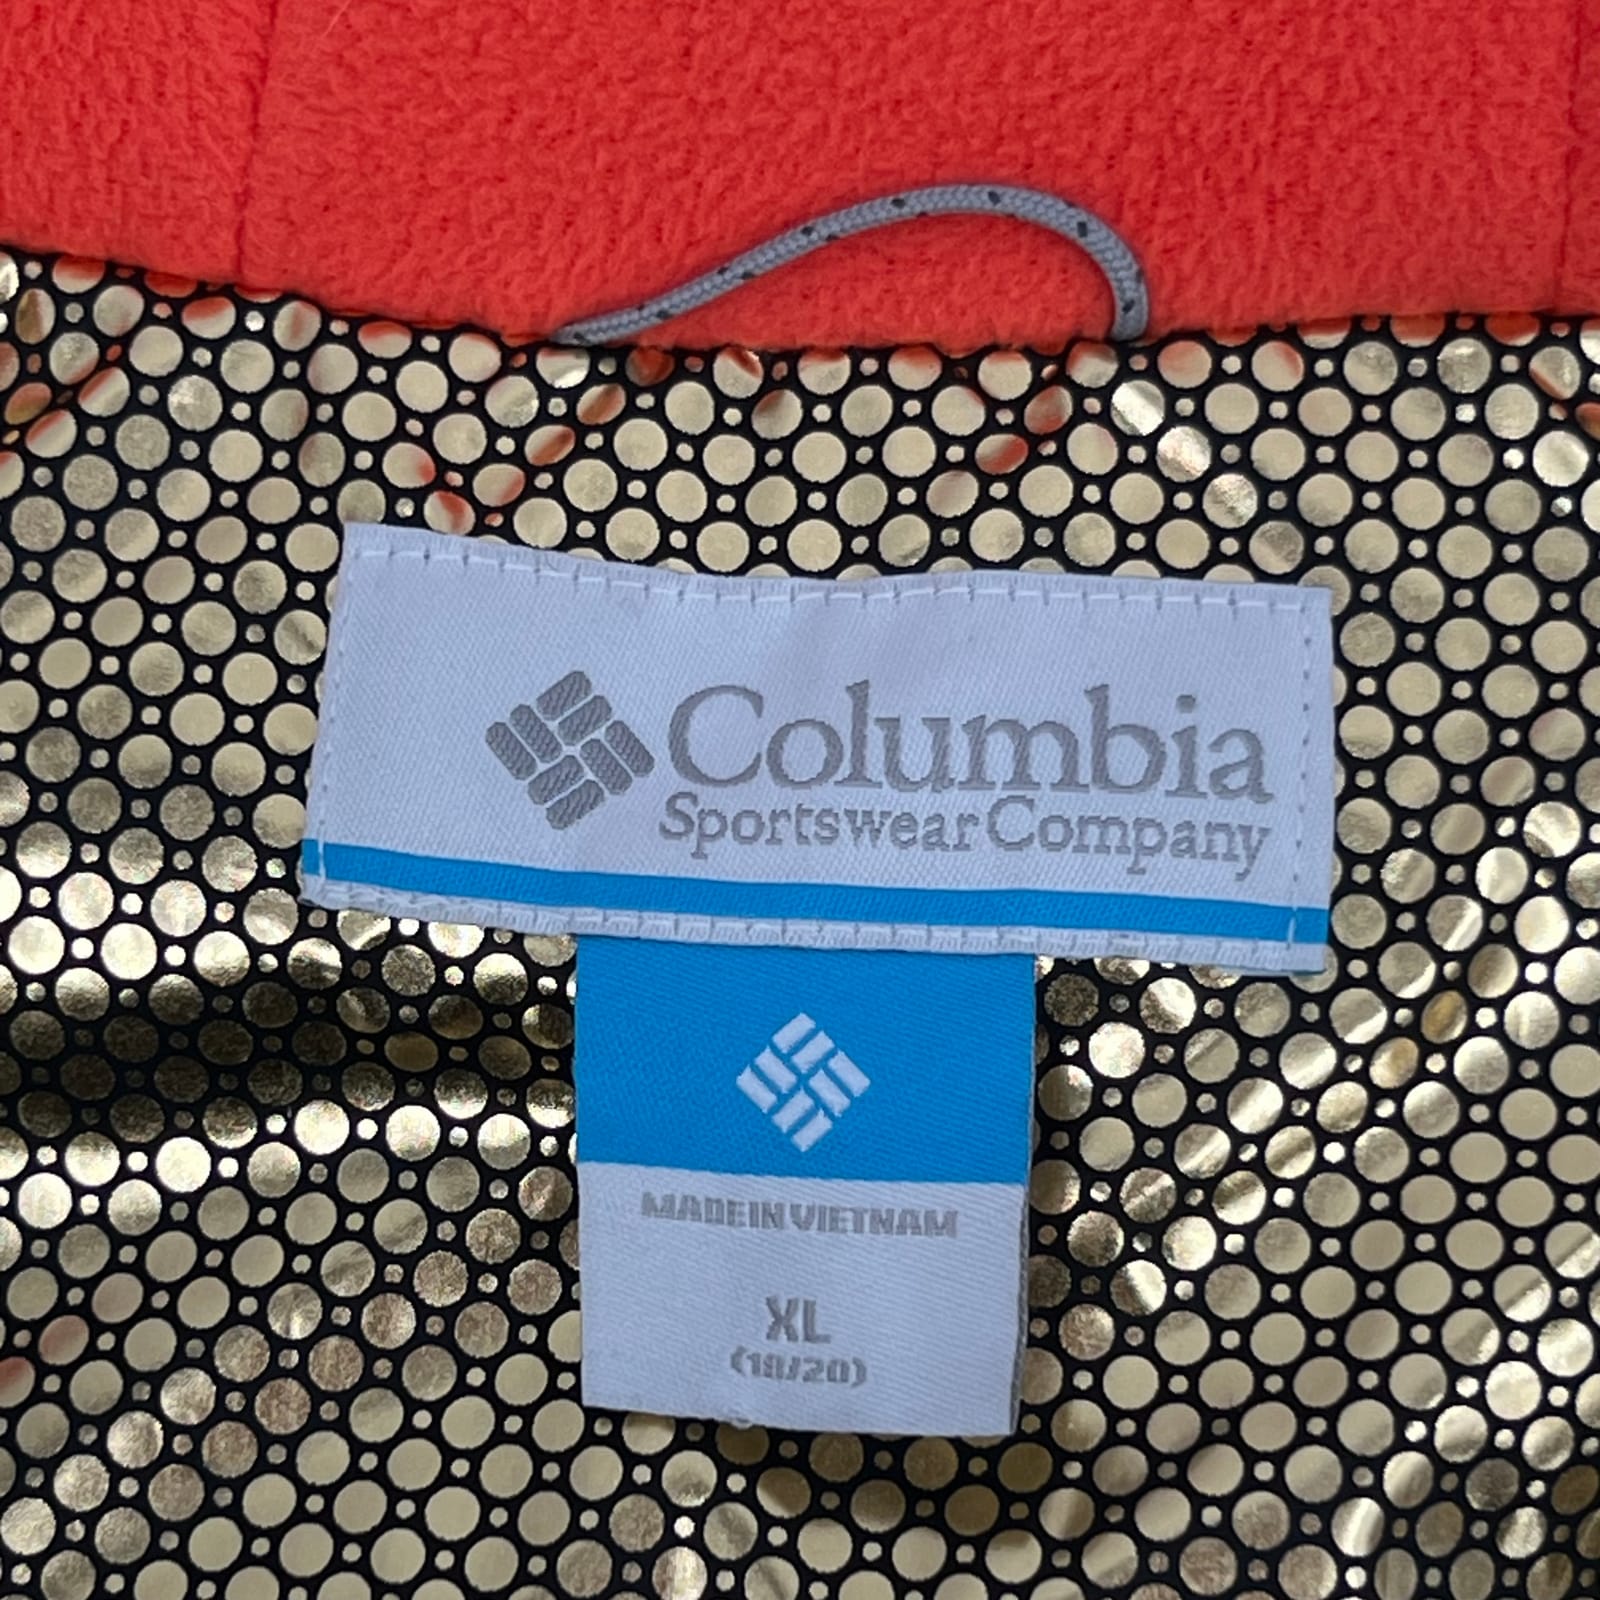 Columbia
Sportswear Company
MADE IN VIETNAM
XL
(18/20)